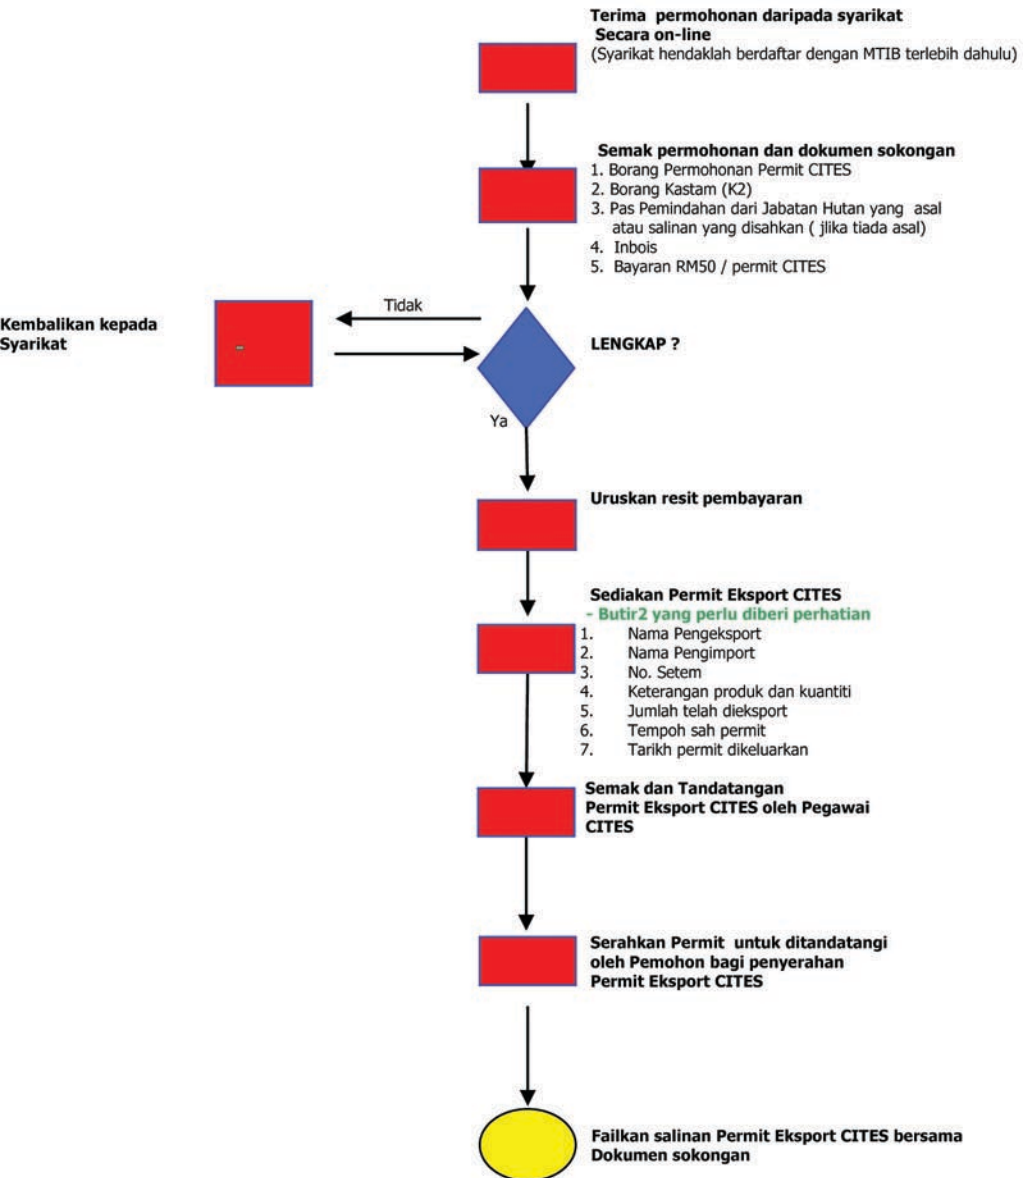 Terima permohonan daripada syarikat
Secara on-line
(Syarikat hendaklah berdaftar dengan MTIB terlebih dahulu)
Semak permohonan dan dokumen sokongan
1. Borang Permohonan Permit CITES
2. Borang Kastam (K2)
3. Pas Pemindahan dari Jabatan Hutan yang asal
atau salinan yang disahkan ( jlika tiada asal)
4. Inbois
5. Bayaran RM50 / permit CITES
Tidak
Kembalikan kepada
Syarikat
-
LENGKAP ?
Ya
Uruskan resit pembayaran
Sediakan Permit Eksport CITES
- Butir2 yang perlu diberi perhatian
1. Nama Pengeksport
2. Nama Pengimport
3. No. Setem
4. Keterangan produk dan kuantiti
5. Jumlah telah dieksport
6. Tempoh sah permit
7. Tarikh permit dikeluarkan
Semak dan Tandatangan
Permit Eksport CITES oleh Pegawai
CITES
Serahkan Permit untuk ditandatangi
oleh Pemohon bagi penyerahan
Permit Eksport CITES
Failkan salinan Permit Eksport CITES bersama
Dokumen sokongan